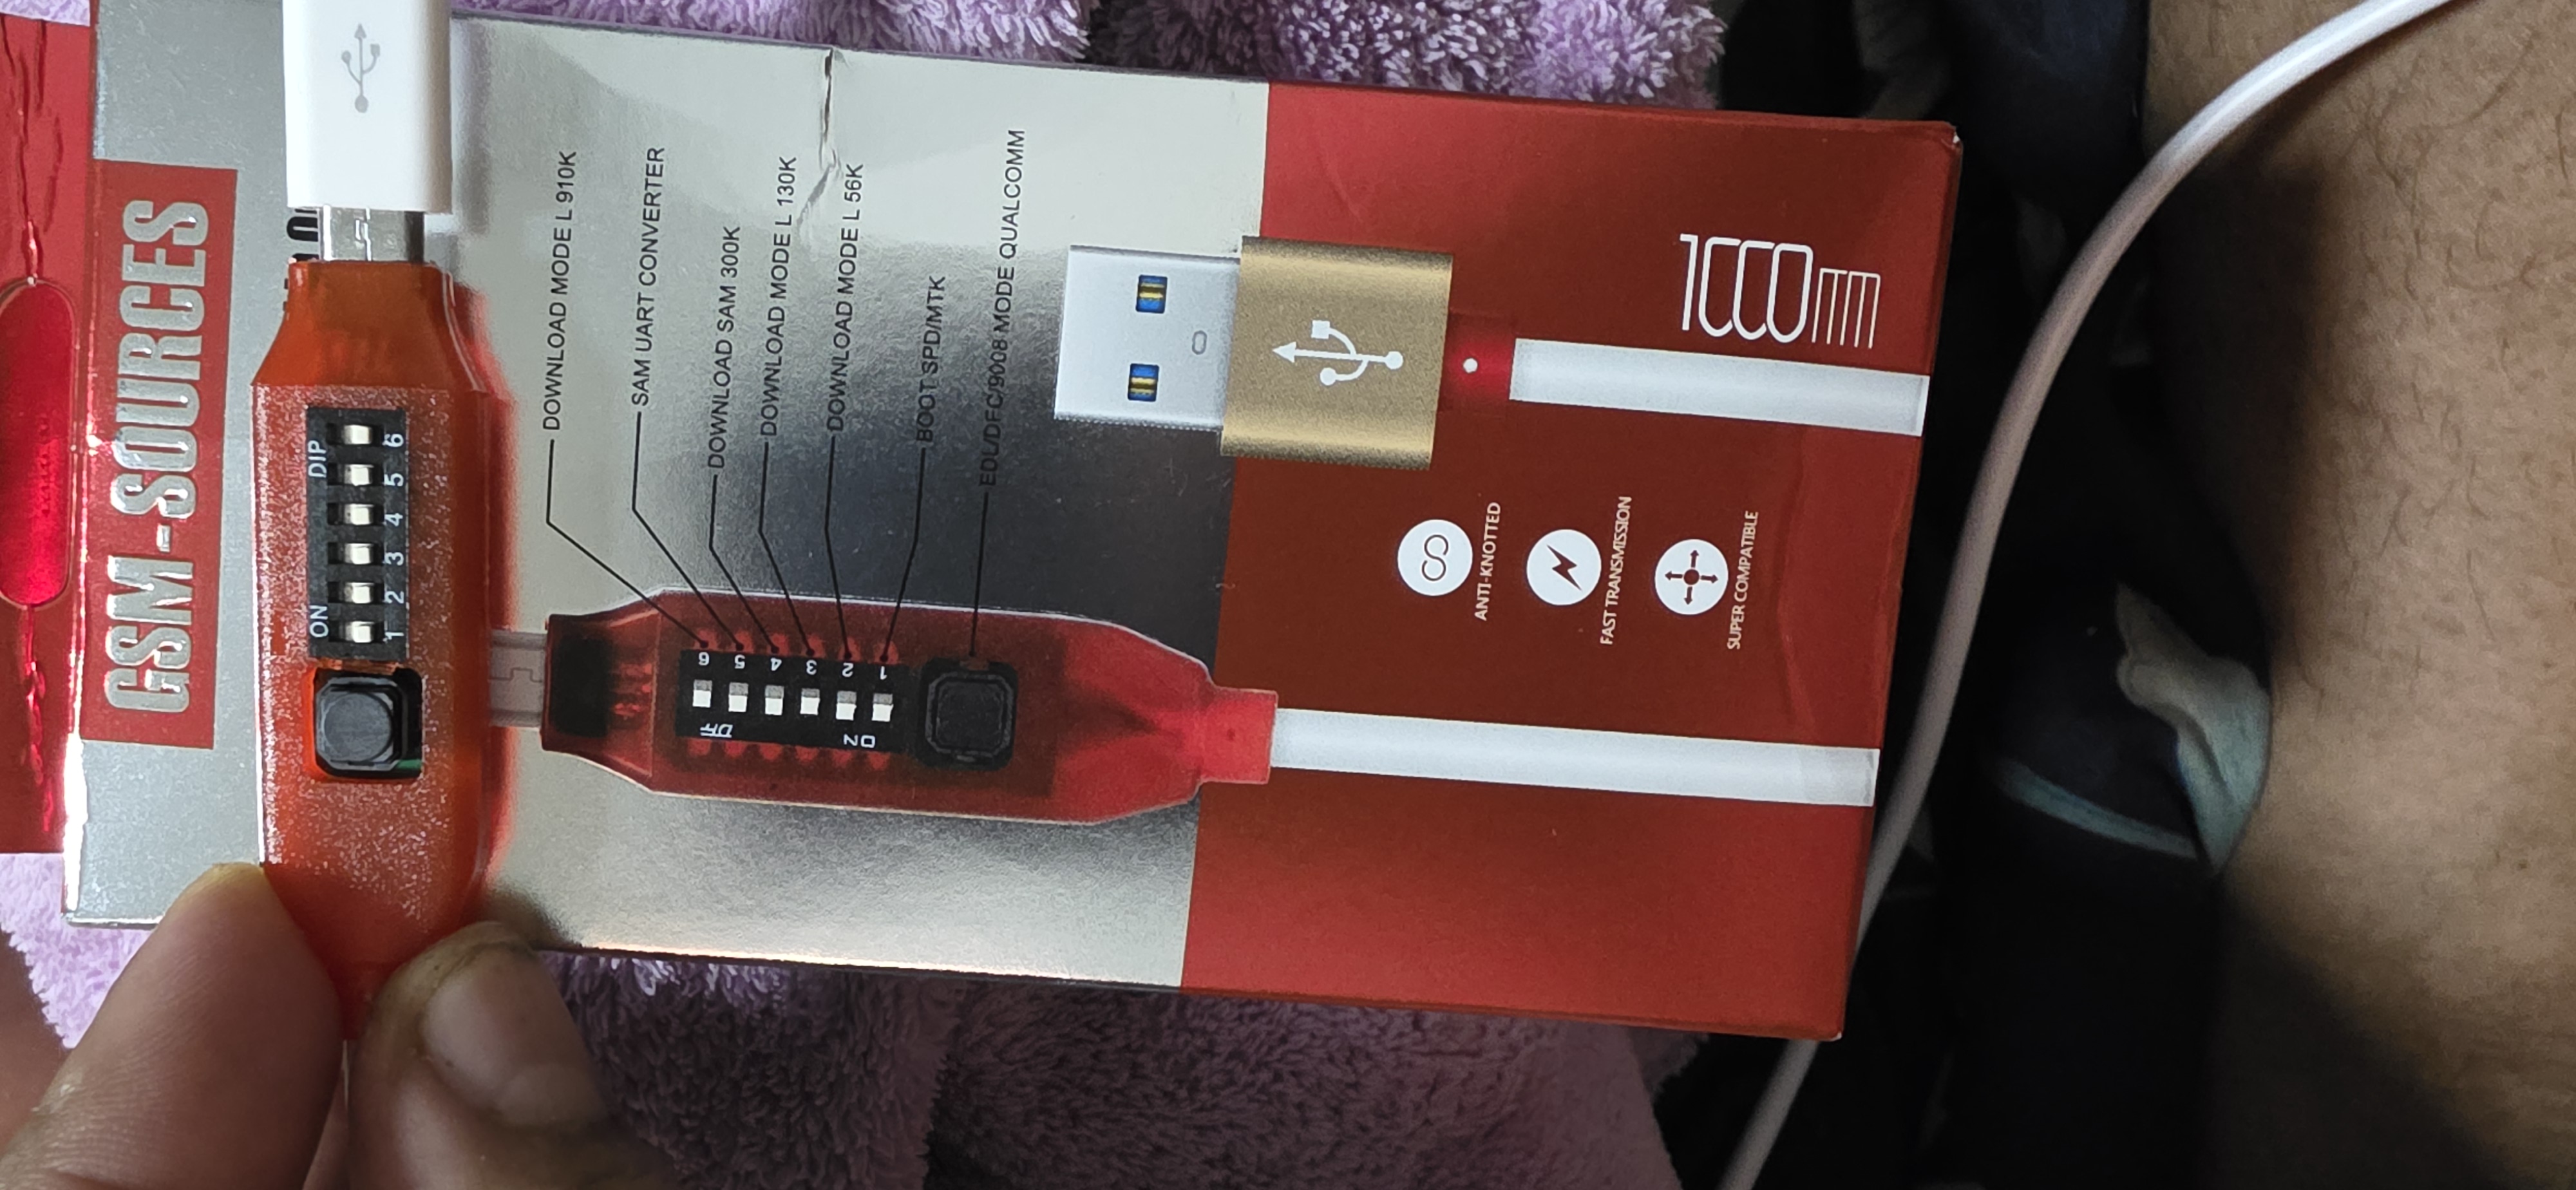 GSM-SOURCES
ON DIP
1 2 3 4 5 6
DOWNLOAD MODE L 910K
SAM UART CONVERTER
DOWNLOAD SAM 300K
DOWNLOAD MODE L 130K
DOWNLOAD MODE L 56K
BOOT SPD/MTK
EDL/DFC/9008 MODE QUALCOMM
6
5
4
3
2
1
ON
ANTI-KNOTTED
FAST TRANSMISSION
SUPER COMPATIBLE
1000mm